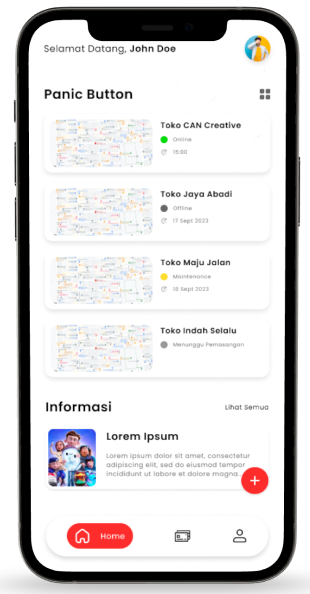 Selamat Datang, John Doe
Panic Button
Toko CAN Creative
Online
15:00
Toko Jaya Abadi
Offline
17 Sept 2023
Toko Maju Jalan
Maintenance
18 Sept 2023
Toko Indah Selalu
Menunggu Pemasangan
Informasi
Lihat Semua
Lorem Ipsum
Lorem ipsum dolor sit amet, consectetur
adipiscing elit, sed do eiusmod tempor
incididunt ut labore et dolore magna...
Home